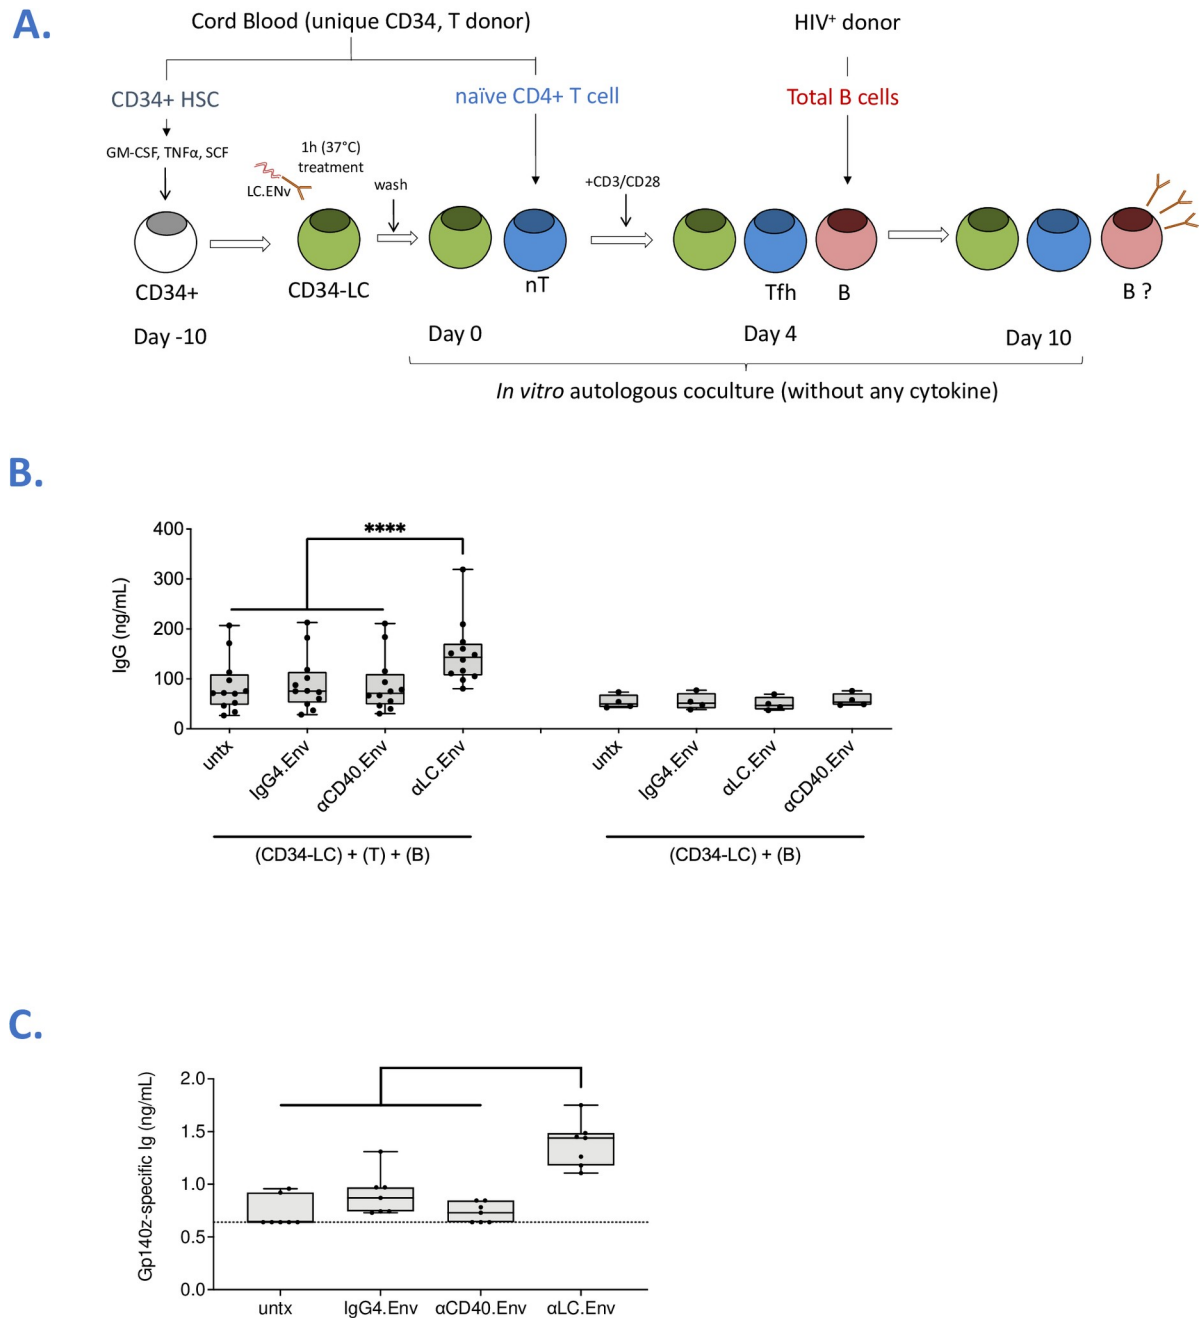 A.
Cord Blood (unique CD34, T donor)
HIV+ donor
CD34+ HSC
naïve CD4+ T cell
Total B cells
GM-CSF, TNFα, SCF
1h (37°C)
treatment
LC.ENv
wash
+CD3/CD28
CD34+
CD34-LC
nT
Tfh
B
B ?
Day -10
Day 0
Day 4
Day 10
In vitro autologous coculture (without any cytokine)
B.
IgG (ng/mL)
400
300
200
100
0
****
untx
IgG4.Env
αCD40.Env
αLC.Env
untx
IgG4.Env
αLC.Env
αCD40.Env
(CD34-LC) + (T) + (B)
(CD34-LC) + (B)
C.
Gp140z-specific Ig (ng/mL)
2.0
1.5
1.0
0.5
0.0
untx
IgG4.Env
αCD40.Env
αLC.Env